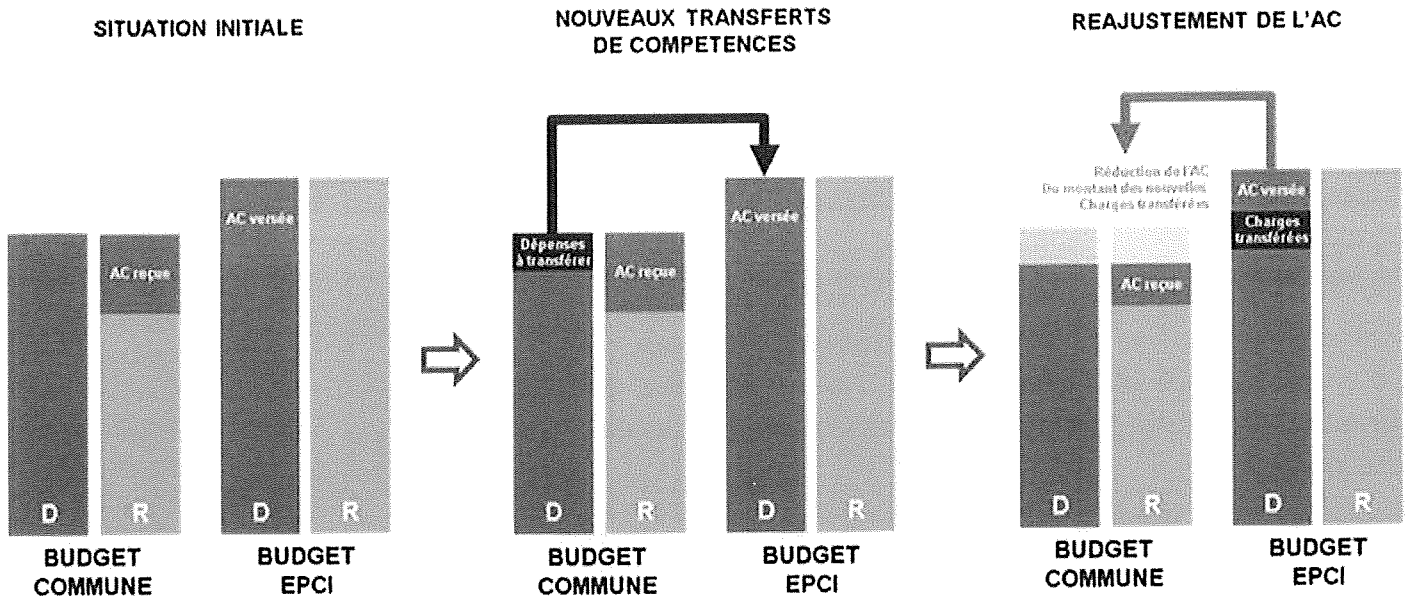 SITUATION INITIALE
NOUVEAUX TRANSFERTS
DE COMPETENCES
REAJUSTEMENT DE L'AC
AC reçue
AC versée
D
R
D
R
BUDGET
COMMUNE
BUDGET
EPCI
Dépenses
à transférer
AC reçue
AC versée
D
R
D
R
BUDGET
COMMUNE
BUDGET
EPCI
Réduction de l'AC
Du montant des nouvelles
Charges transférées
AC reçue
AC versée
Charges
transférées
D
R
D
R
BUDGET
COMMUNE
BUDGET
EPCI